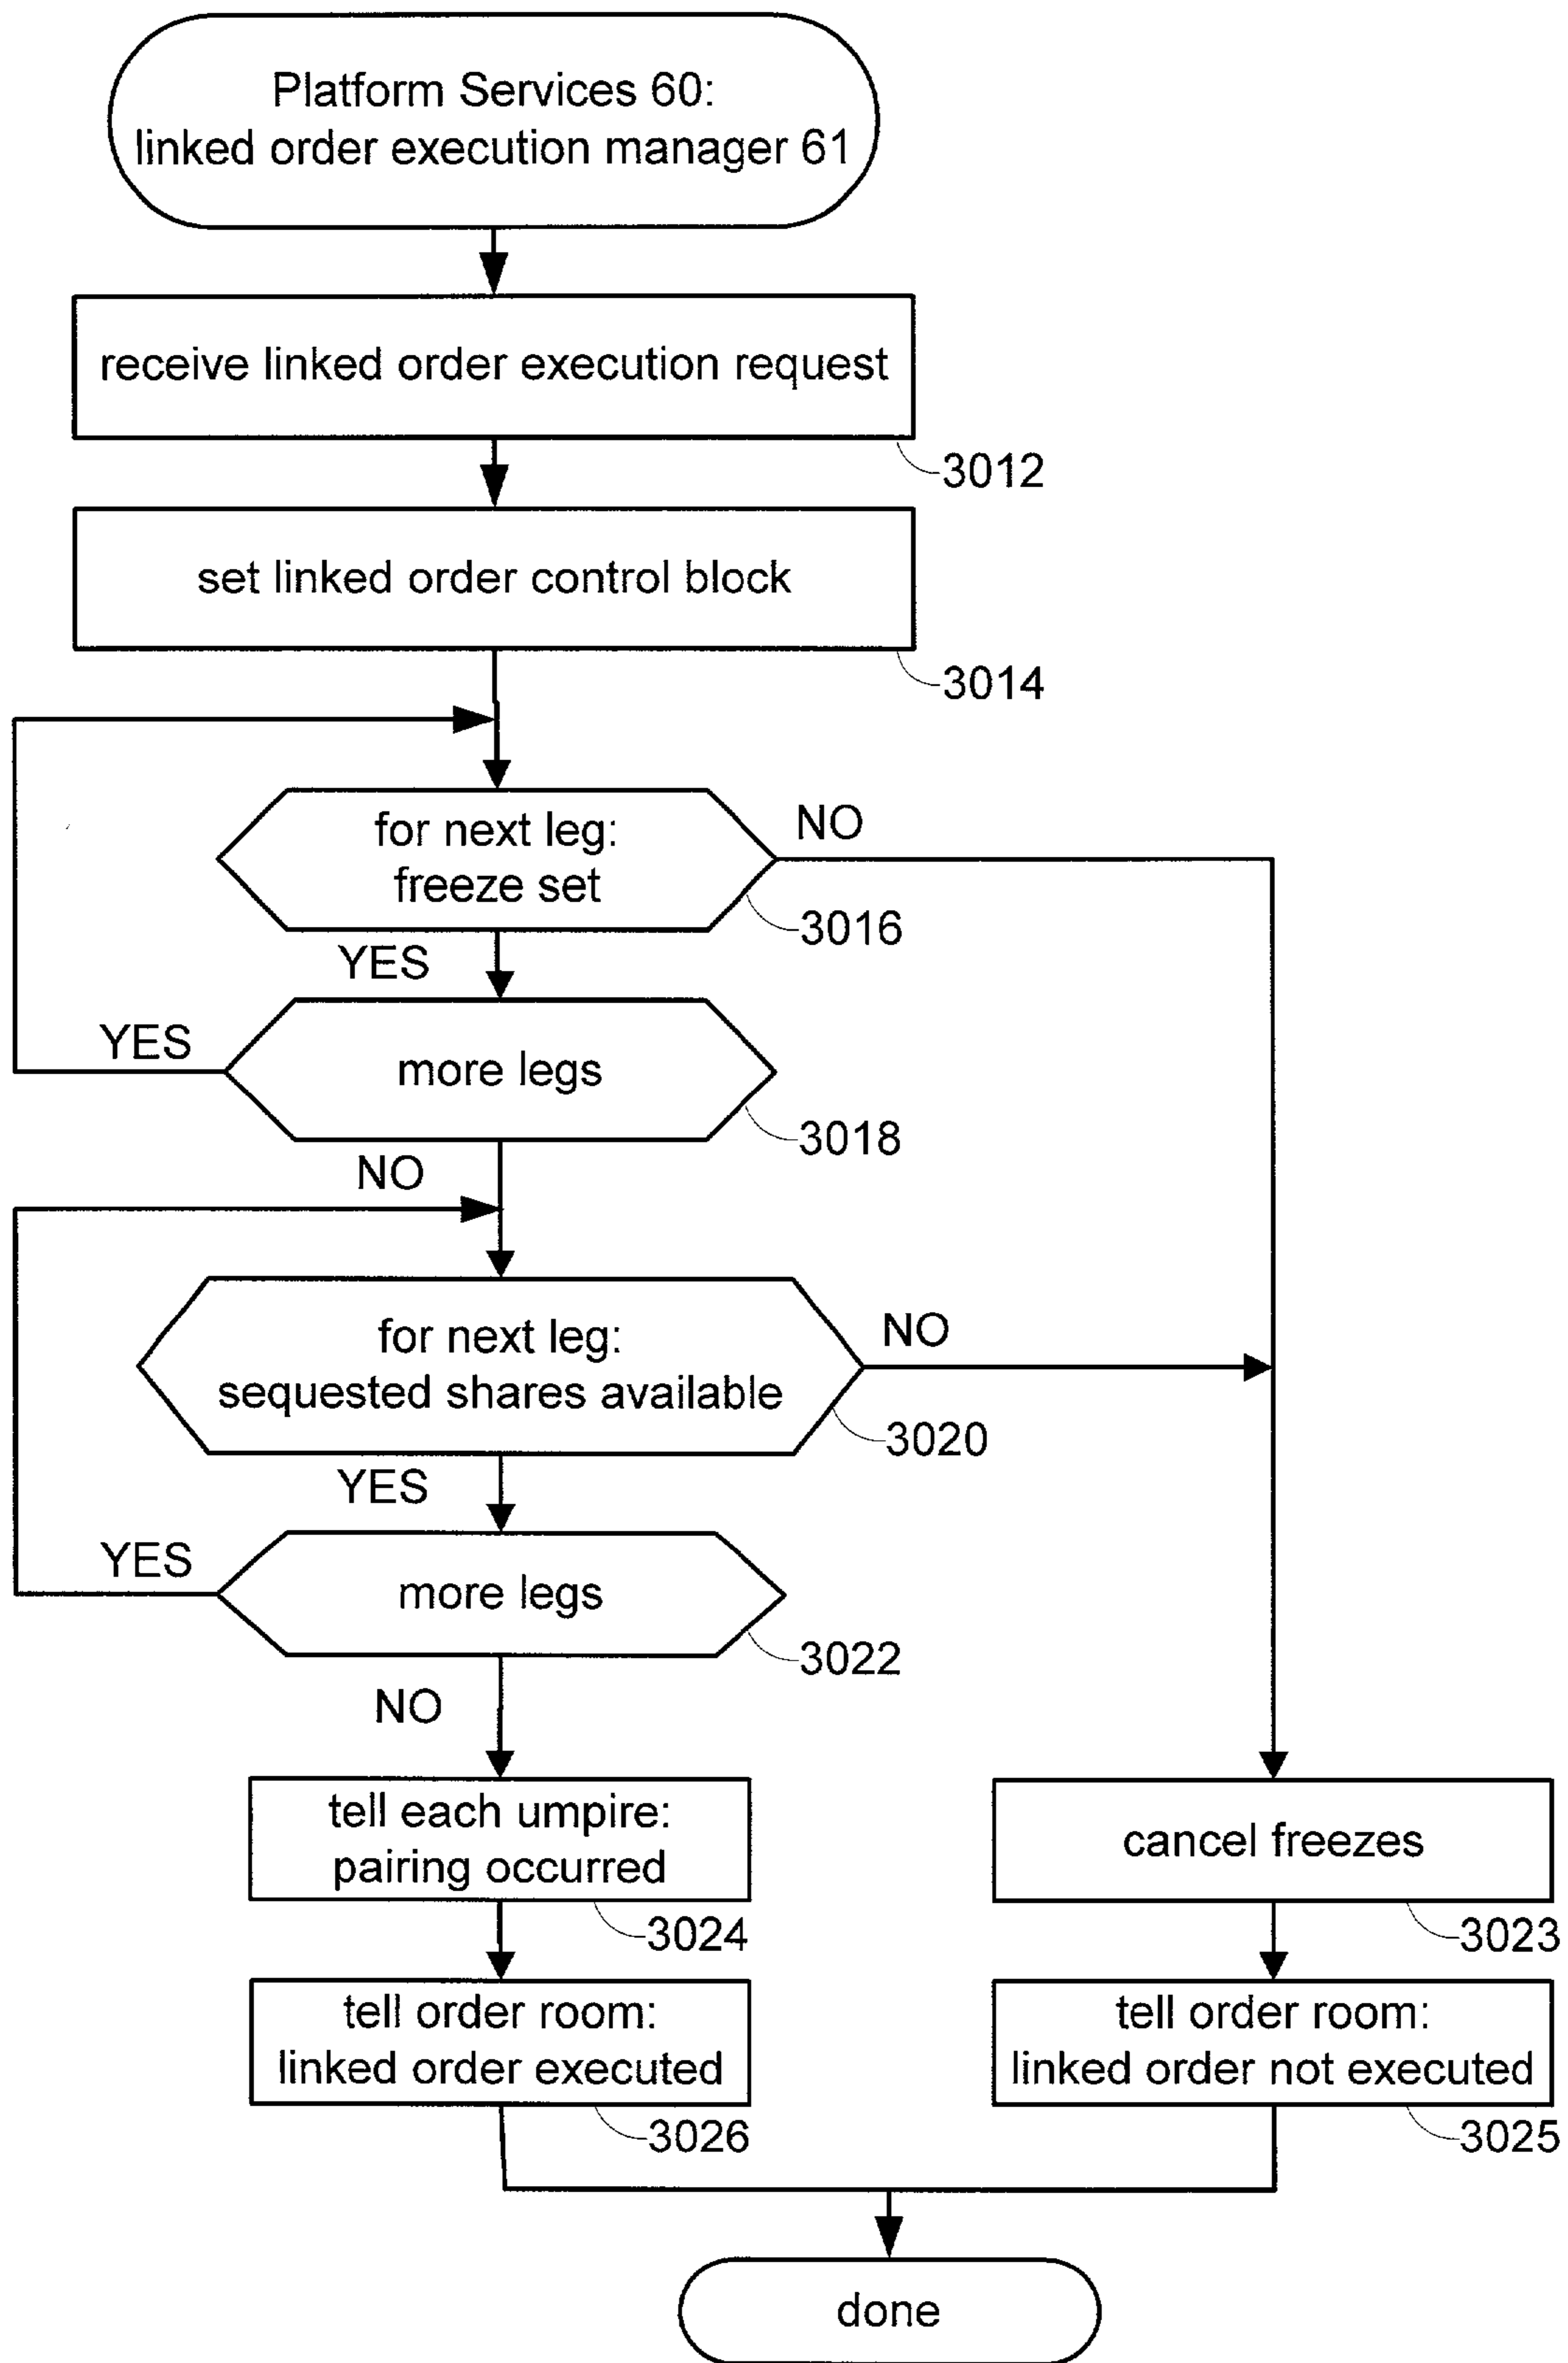 Platform Services 60:
linked order execution manager 61
receive linked order execution request
3012
set linked order control block
3014
for next leg:
freeze set
NO
3016
YES
more legs
YES
3018
NO
for next leg:
sequested shares available
NO
3020
YES
more legs
YES
3022
NO
tell each umpire:
pairing occurred
3024
cancel freezes
3023
tell order room:
linked order executed
3026
tell order room:
linked order not executed
3025
done